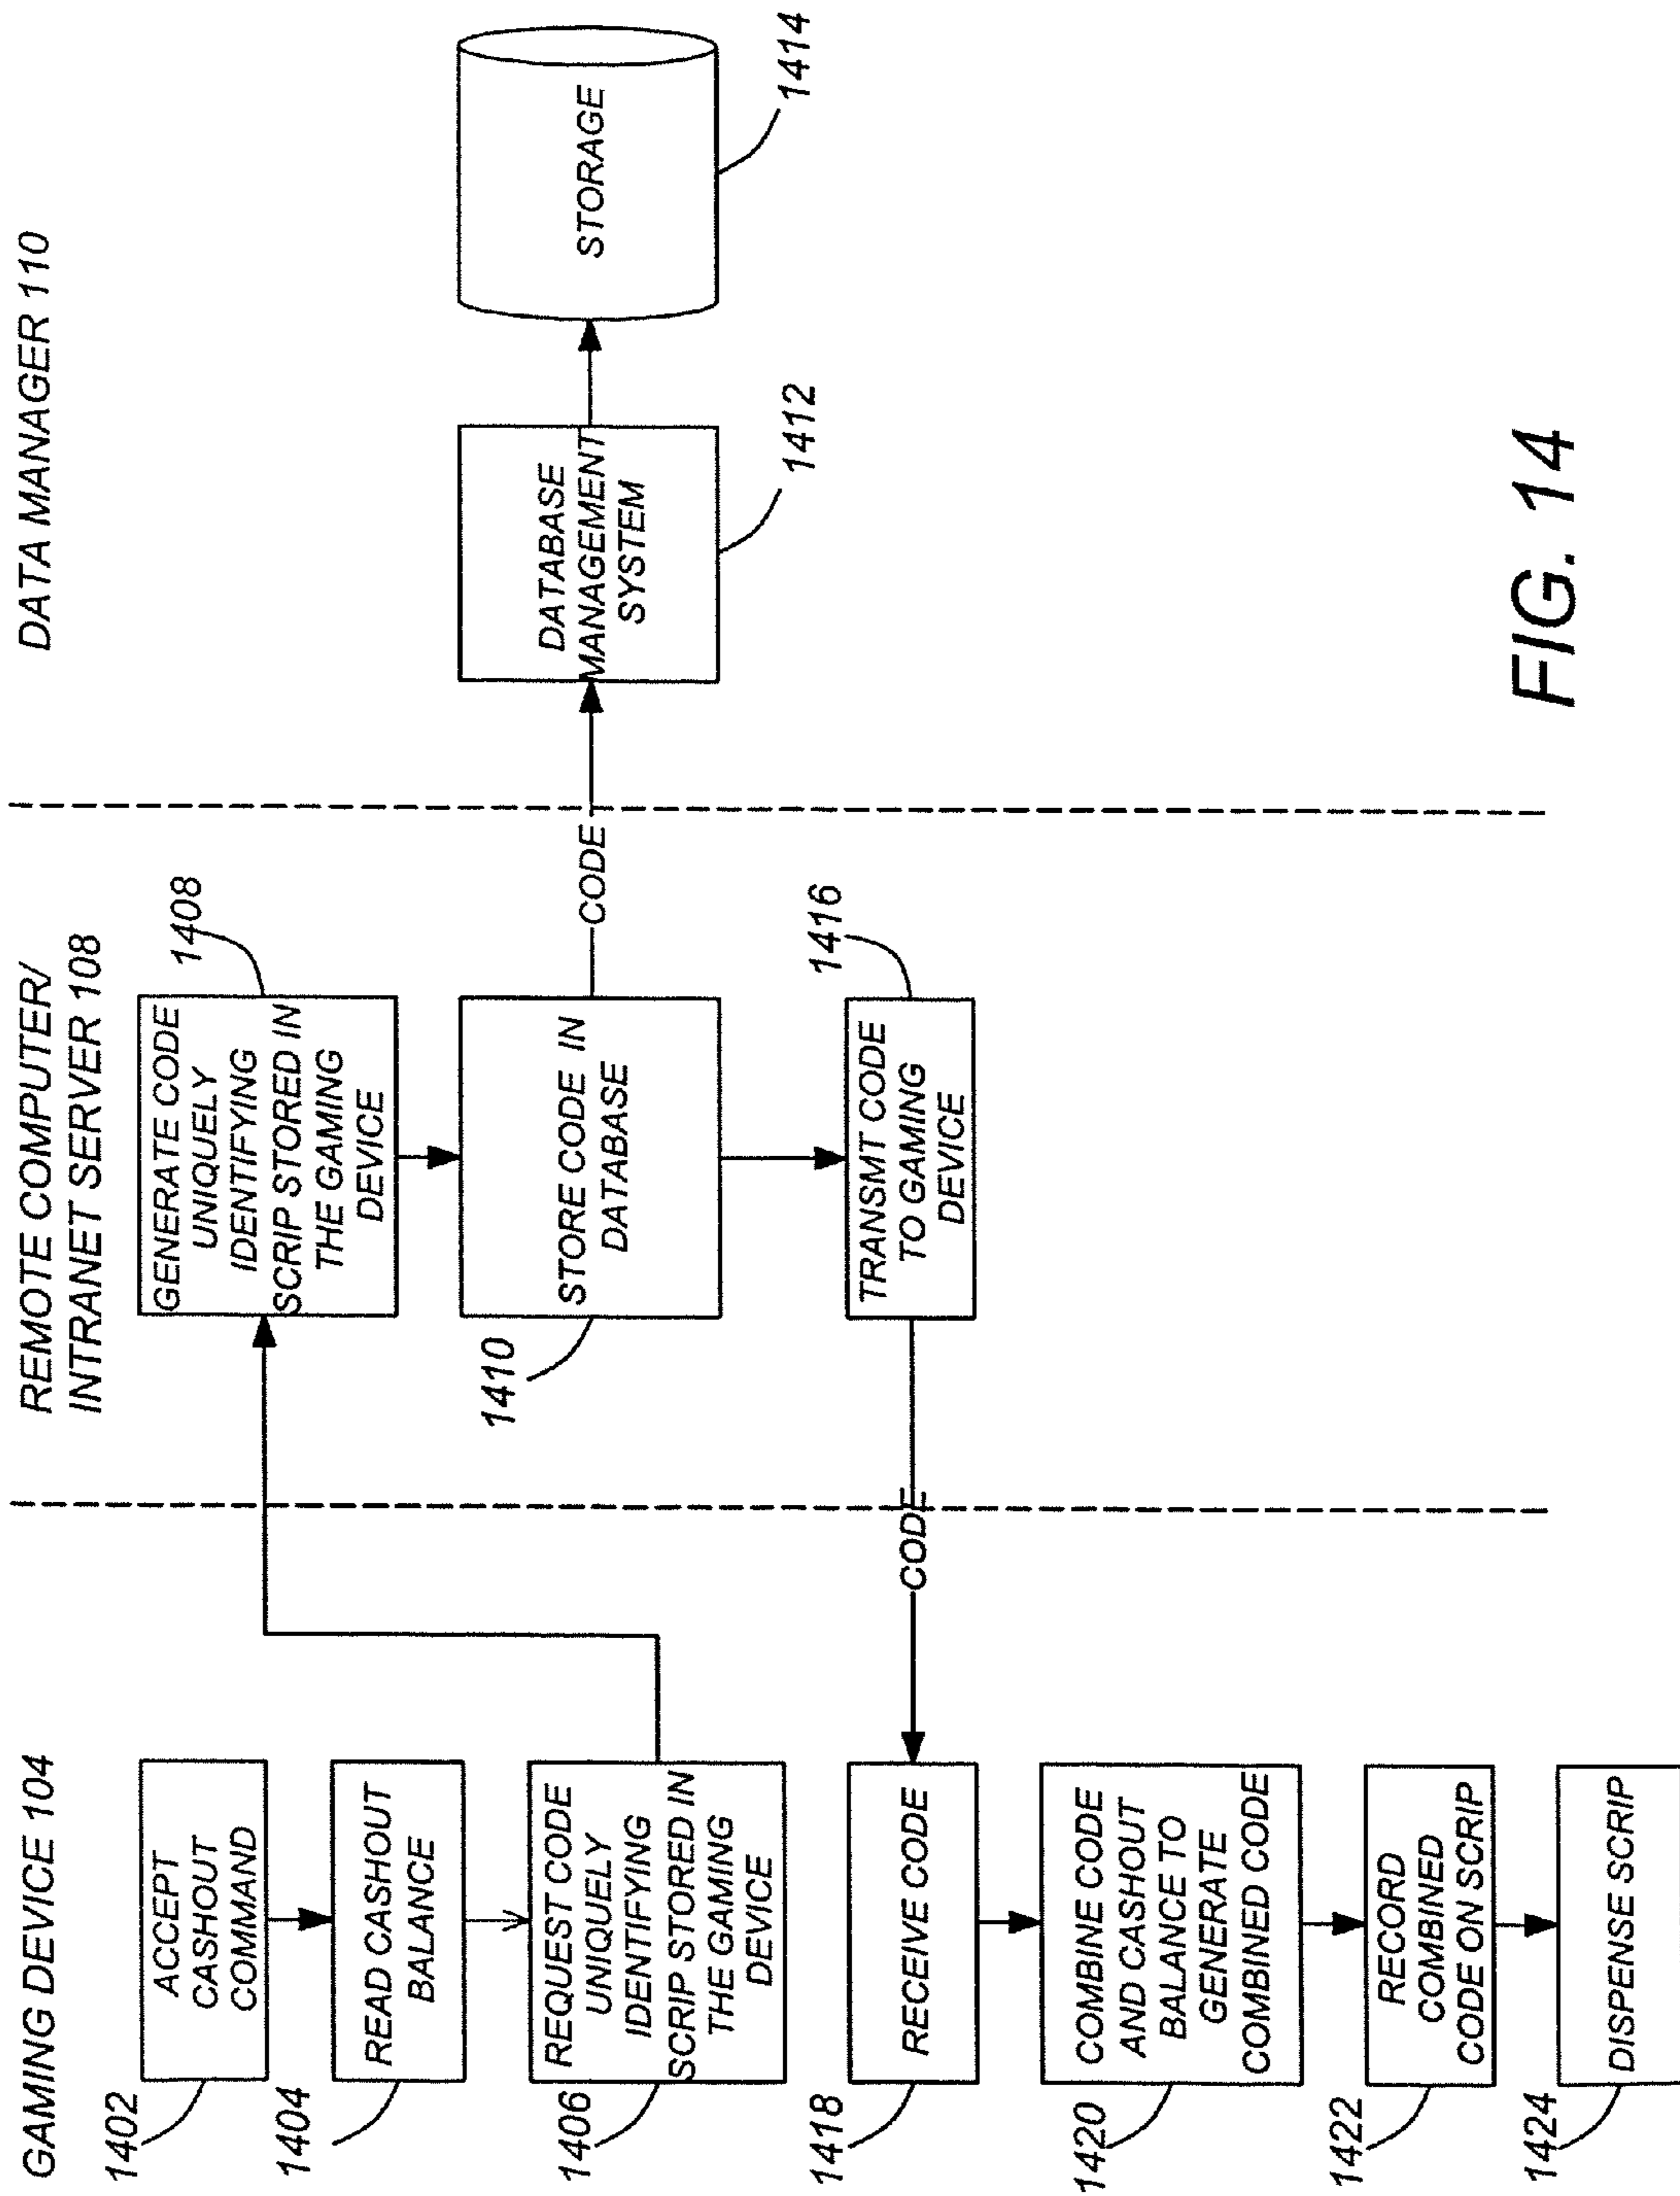 GAMING DEVICE 104
1402
ACCEPT
CASHOUT
COMMAND
1404
READ CASHOUT
BALANCE
1406
REQUEST CODE
UNIQUELY
IDENTIFYING
SCRIP STORED IN
THE GAMING
DEVICE
1418
RECEIVE CODE
1420
COMBINE CODE
AND CASHOUT
BALANCE TO
GENERATE
COMBINED CODE
1422
RECORD
COMBINED
CODE ON SCRIP
1424
DISPENSE SCRIP
CODE
REMOTE COMPUTER/
INTRANET SERVER 108
1408
GENERATE CODE
UNIQUELY
IDENTIFYING
SCRIP STORED IN
THE GAMING
DEVICE
1410
STORE CODE IN
DATABASE
1416
TRANSMT CODE
TO GAMING
DEVICE
CODE
DATA MANAGER 110
DATABASE
MANAGEMENT
SYSTEM
1412
STORAGE
1414
FIG. 14